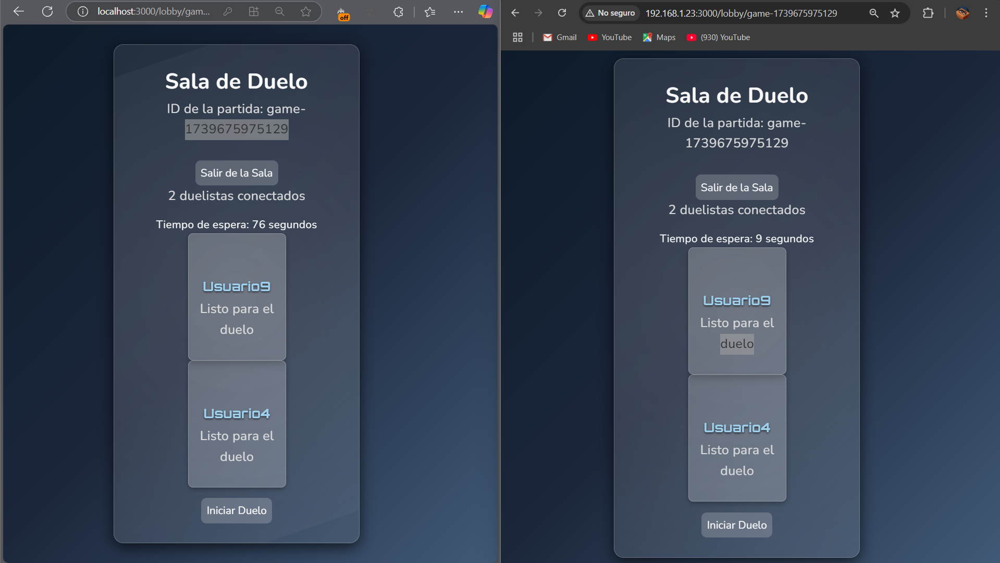 localhost:3000/lobby/gam...
off
Sala de Duelo
ID de la partida: game-
1739675975129
Salir de la Sala
2 duelistas conectados
Tiempo de espera: 76 segundos
Usuario9
Listo para el
duelo
Usuario4
Listo para el
duelo
Iniciar Duelo
No seguro
192.168.1.23:3000/lobby/game-1739675975129
Gmail
YouTube
Maps
(930) YouTube
Sala de Duelo
ID de la partida: game-
1739675975129
Salir de la Sala
2 duelistas conectados
Tiempo de espera: 9 segundos
Usuario9
Listo para el
duelo
Usuario4
Listo para el
duelo
Iniciar Duelo